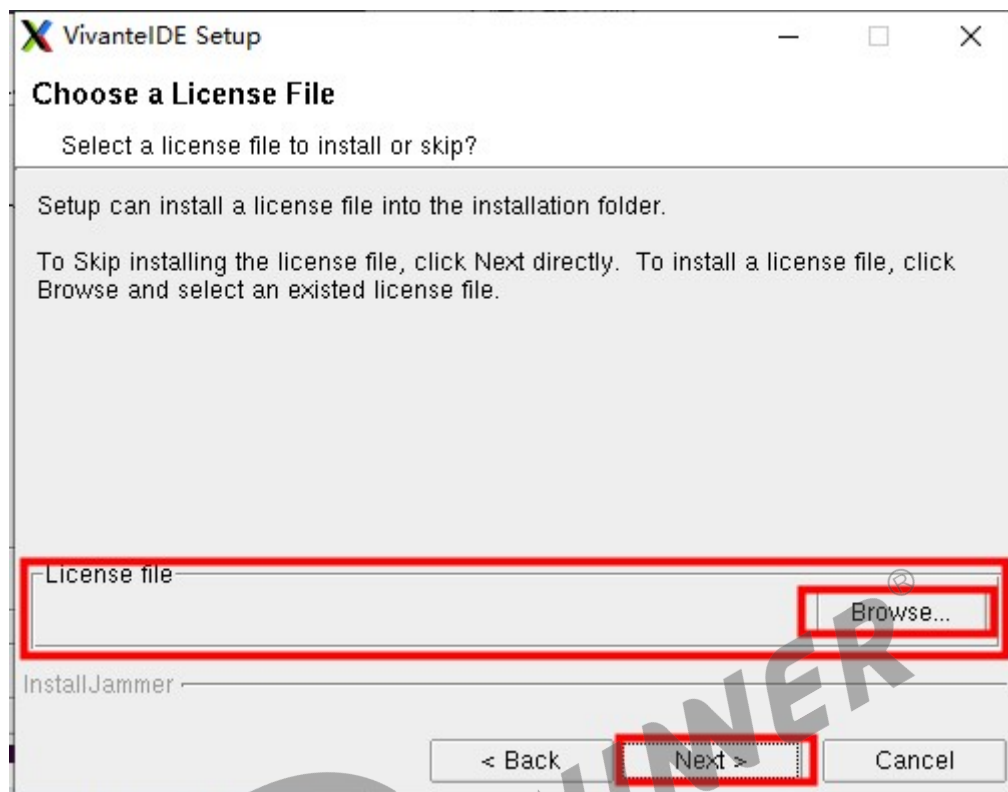 VivanteIDE Setup
Choose a License File
Select a license file to install or skip?
Setup can install a license file into the installation folder.
To Skip installing the license file, click Next directly. To install a license file, click
Browse and select an existed license file.
License file
Browse...
InstallJammer
< Back
Next >
Cancel